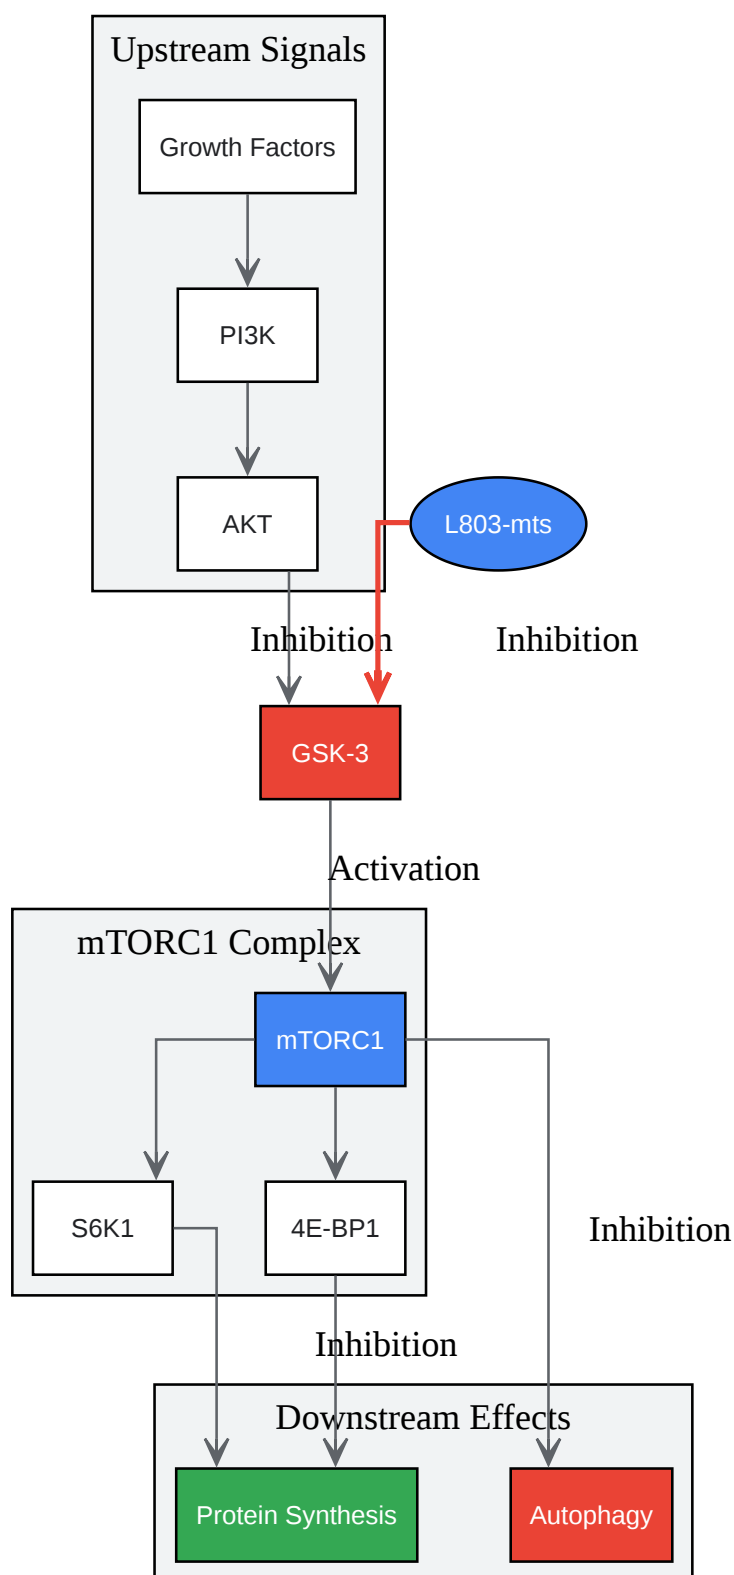 Upstream Signals
Growth Factors
PI3K
AKT
L803-mts
Inhibition
Inhibition
GSK-3
Activation
mTORC1 Complex
mTORC1
S6K1
4E-BP1
Inhibition
Inhibition
Downstream Effects
Protein Synthesis
Autophagy